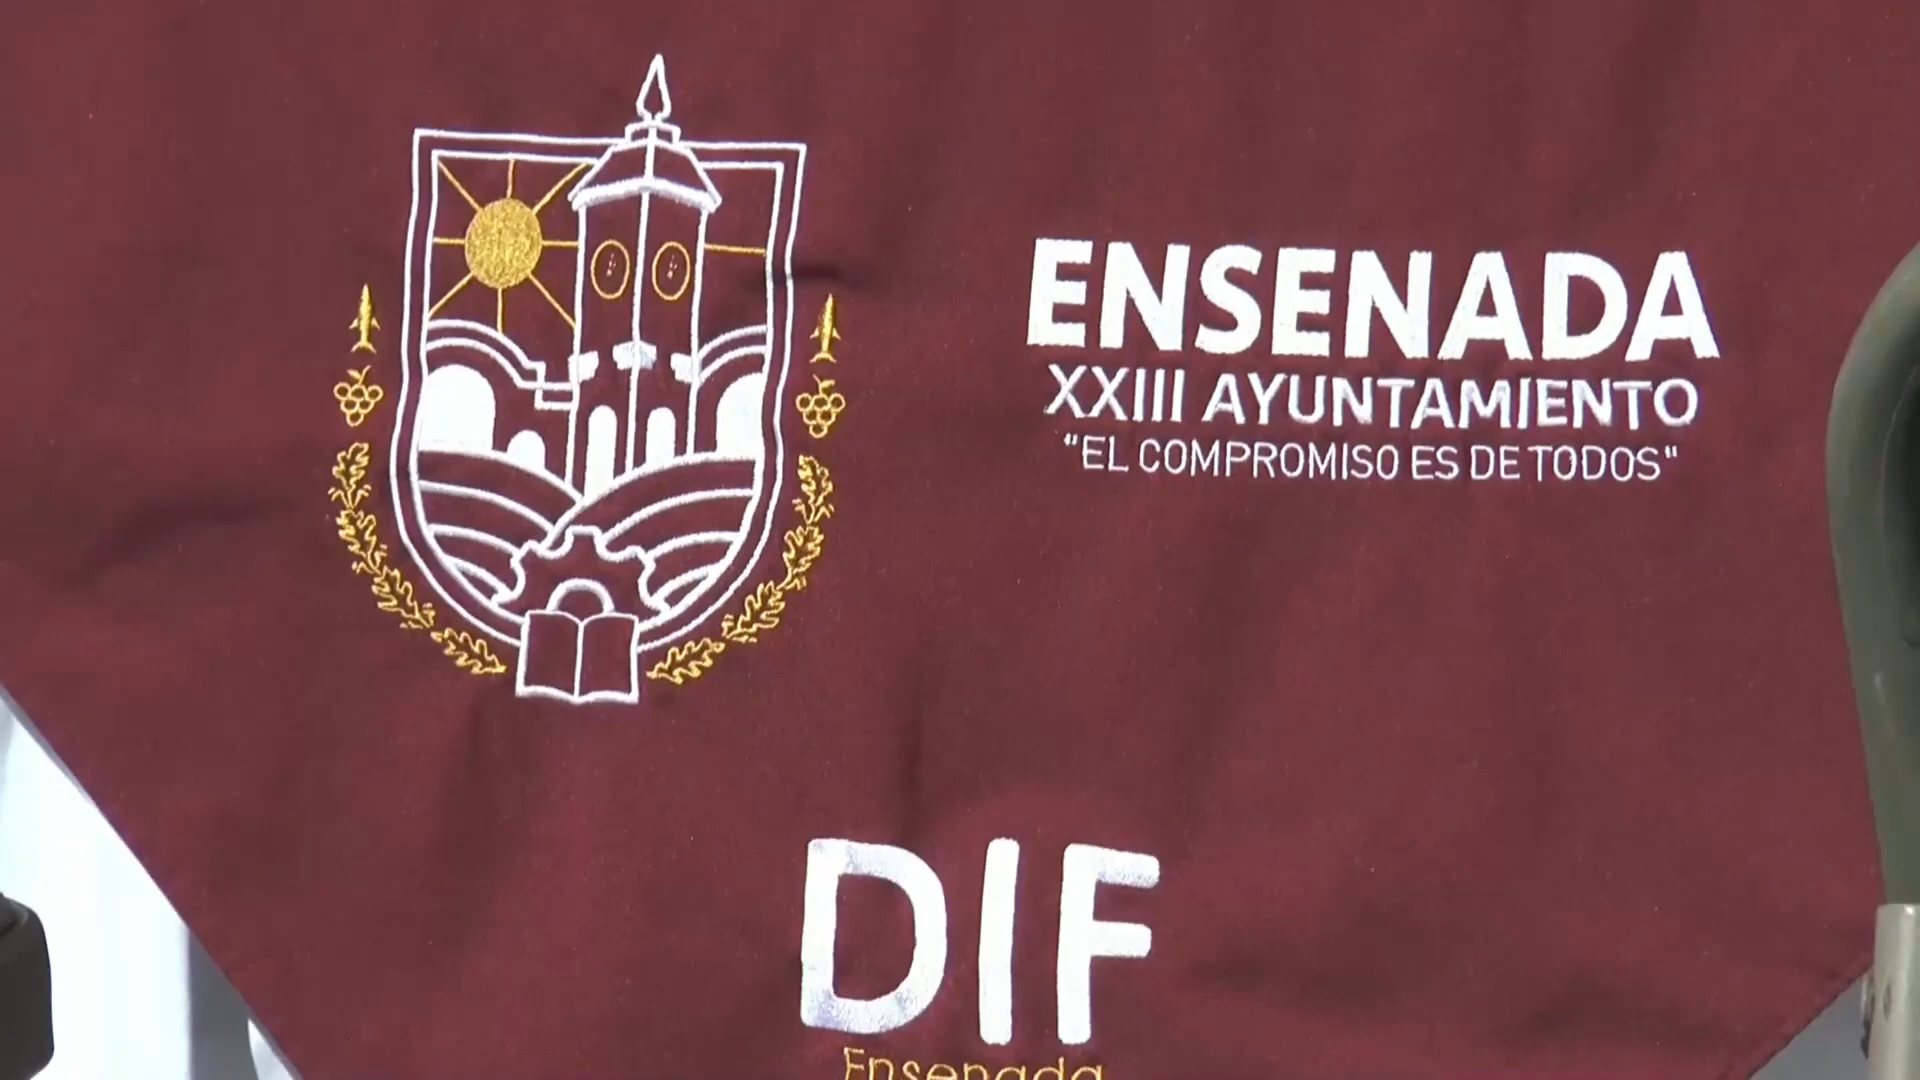 ENSENADA
XXIII AYUNTAMIENTO
"EL COMPROMISO ES DE TODOS"
DIF
Ensenada